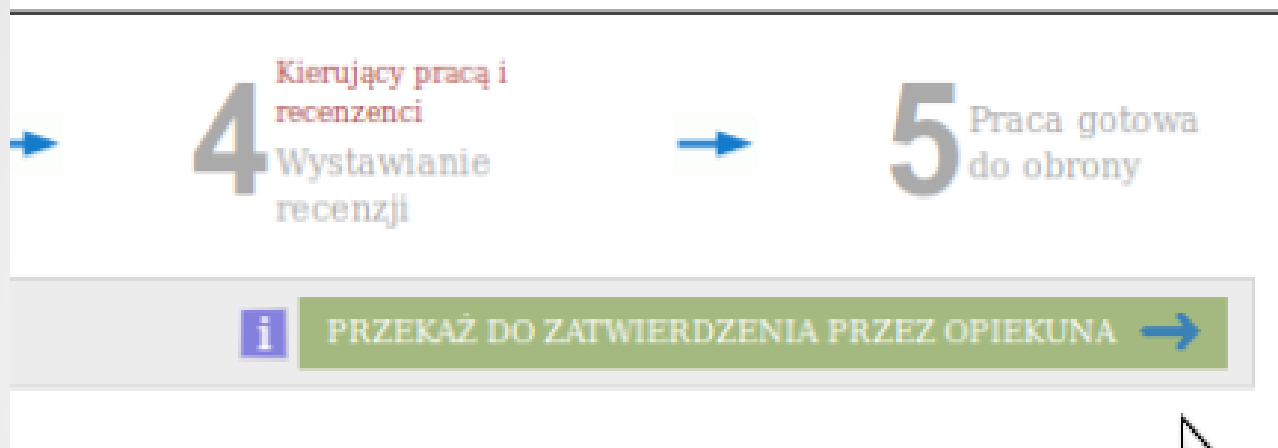 4
Kierujący pracą i
recenzenci
Wystawianie
recenzji
5
Praca gotowa
do obrony
i
PRZEKAŻ DO ZATWIERDZENIA PRZEZ OPIEKUNA